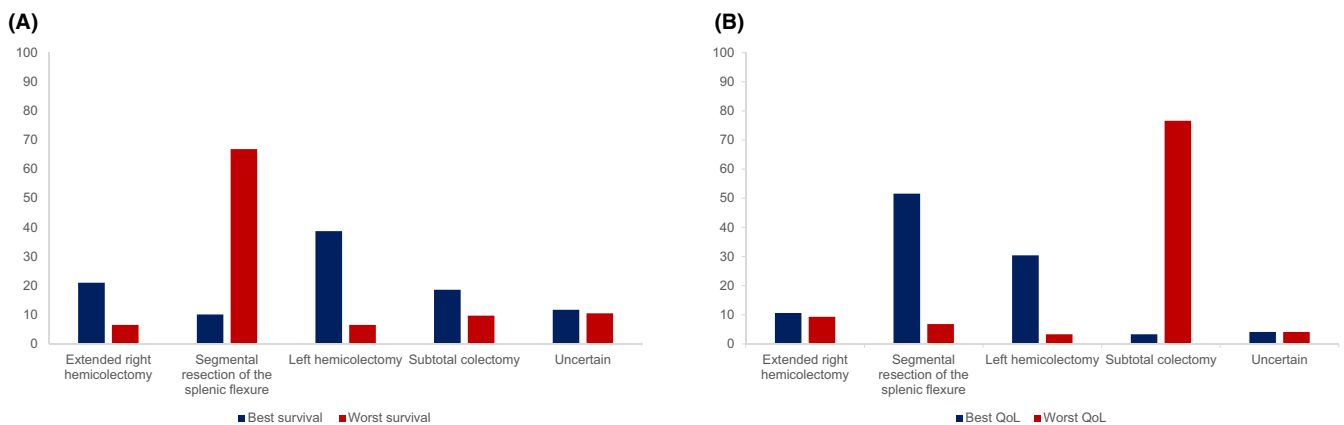 (A)
100
90
80
70
60
50
40
30
20
10
0
Extended right
hemicolectomy
Segmental
resection of the
splenic flexure
Left hemicolectomy
Subtotal colectomy
Uncertain
Best survival
Worst survival
(B)
100
90
80
70
60
50
40
30
20
10
0
Extended right
hemicolectomy
Segmental
resection of the
splenic flexure
Left hemicolectomy
Subtotal colectomy
Uncertain
Best QoL
Worst QoL